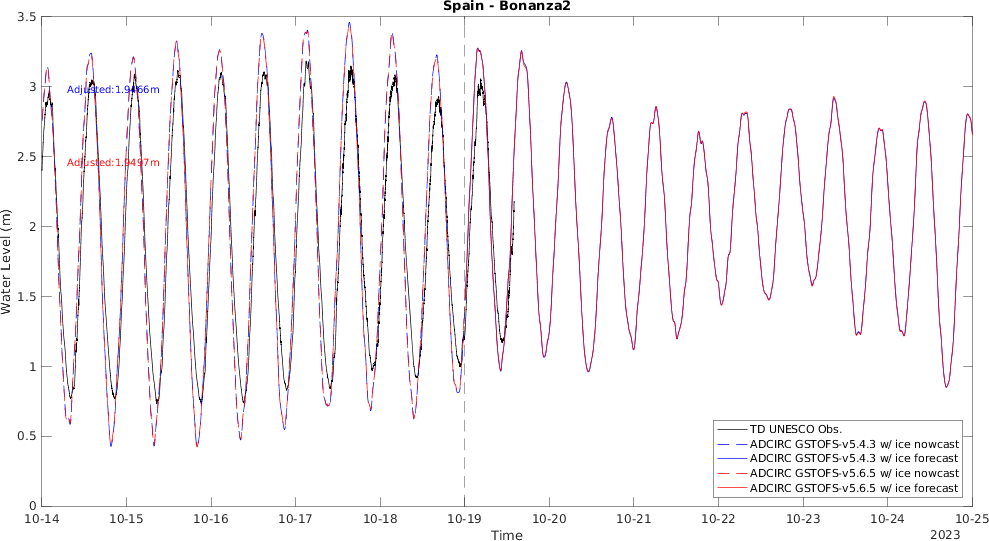 Spain - Bonanza2
3.5
3
2.5
2
1.5
1
0.5
0
Water Level (m)
Adjusted:1.9466m
Adjusted:1.9497m
TD UNESCO Obs.
ADCIRC GSTOFS-v5.4.3 w/ ice nowcast
ADCIRC GSTOFS-v5.4.3 w/ ice forecast
ADCIRC GSTOFS-v5.6.5 w/ ice nowcast
ADCIRC GSTOFS-v5.6.5 w/ ice forecast
10-14 10-15 10-16 10-17 10-18 10-19 10-20 10-21 10-22 10-23 10-24 10-25
Time
2023